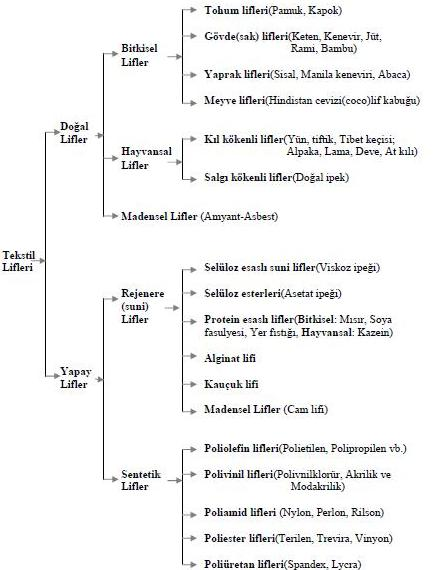 Tohum lifleri(Pamuk, Kapok)
Bitkisel
Lifler
Gövde(sak) lifleri(Keten, Kenevir, Jüt,
Rami, Bambu)
Yaprak lifleri(Sisal, Manila keneviri, Abaca)
Meyve lifleri(Hindistan cevizi(coco)lif kabuğu)
Doğal
Lifler
Hayvansal
Lifler
Kıl kökenli lifler(Yün, tiftik, Tibet keçisi;
Alpaka, Lama, Deve, At kılı)
Salgı kökenli lifler(Doğal ipek)
Madensel Lifler (Amyant-Asbest)
Tekstil
Lifleri
Yapay
Lifler
Rejenere
(suni)
Lifler
Selüloz esaslı suni lifler(Viskoz ipeği)
Selüloz esterleri(Asetat ipeği)
Protein esaslı lifler(Bitkisel: Mısır, Soya
fasulyesi, Yer fıstığı, Hayvansal: Kazein)
Alginat lifi
Kauçuk lifi
Madensel Lifler (Cam lifi)
Sentetik
Lifler
Poliolefin lifleri(Polietilen, Polipropilen vb.)
Polivinil lifleri(Polivnilklorür, Akrilik ve
Modakrilik)
Poliamid lifleri (Nylon, Perlon, Rilson)
Poliester lifleri(Terilen, Trevira, Vinyon)
Poliüretan lifleri(Spandex, Lycra)